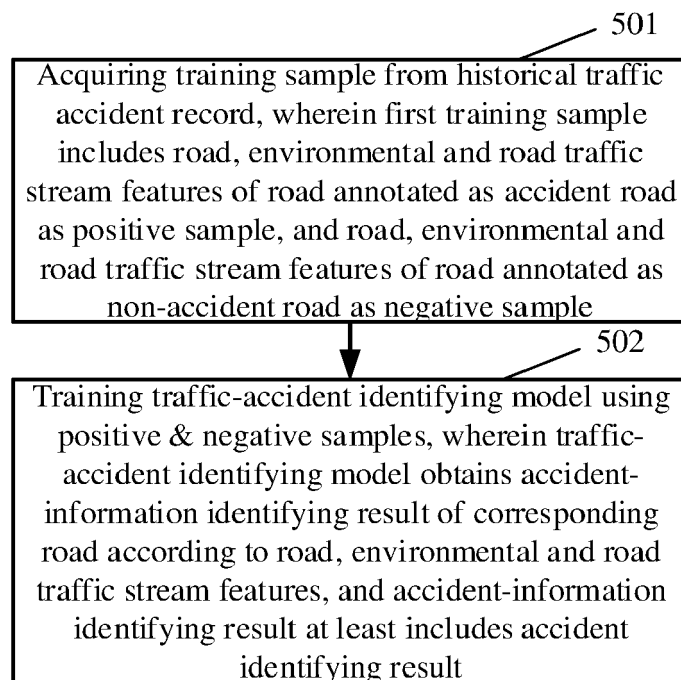 501
Acquiring training sample from historical traffic
accident record, wherein first training sample
includes road, environmental and road traffic
stream features of road annotated as accident road
as positive sample, and road, environmental and
road traffic stream features of road annotated as
non-accident road as negative sample
502
Training traffic-accident identifying model using
positive & negative samples, wherein traffic-
accident identifying model obtains accident-
information identifying result of corresponding
road according to road, environmental and road
traffic stream features, and accident-information
identifying result at least includes accident
identifying result